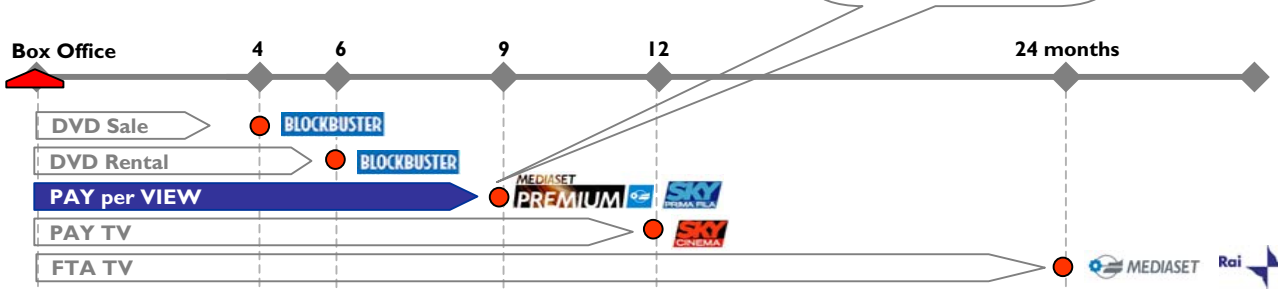 Box Office 4 6 9 12 24 months
DVD Sale BLOCKBUSTER
DVD Rental BLOCKBUSTER
PAY per VIEW MEDIASET PREMIUM SKY PRIMA FILA
PAY TV SKY CINEMA
FTA TV MEDIASET Rai